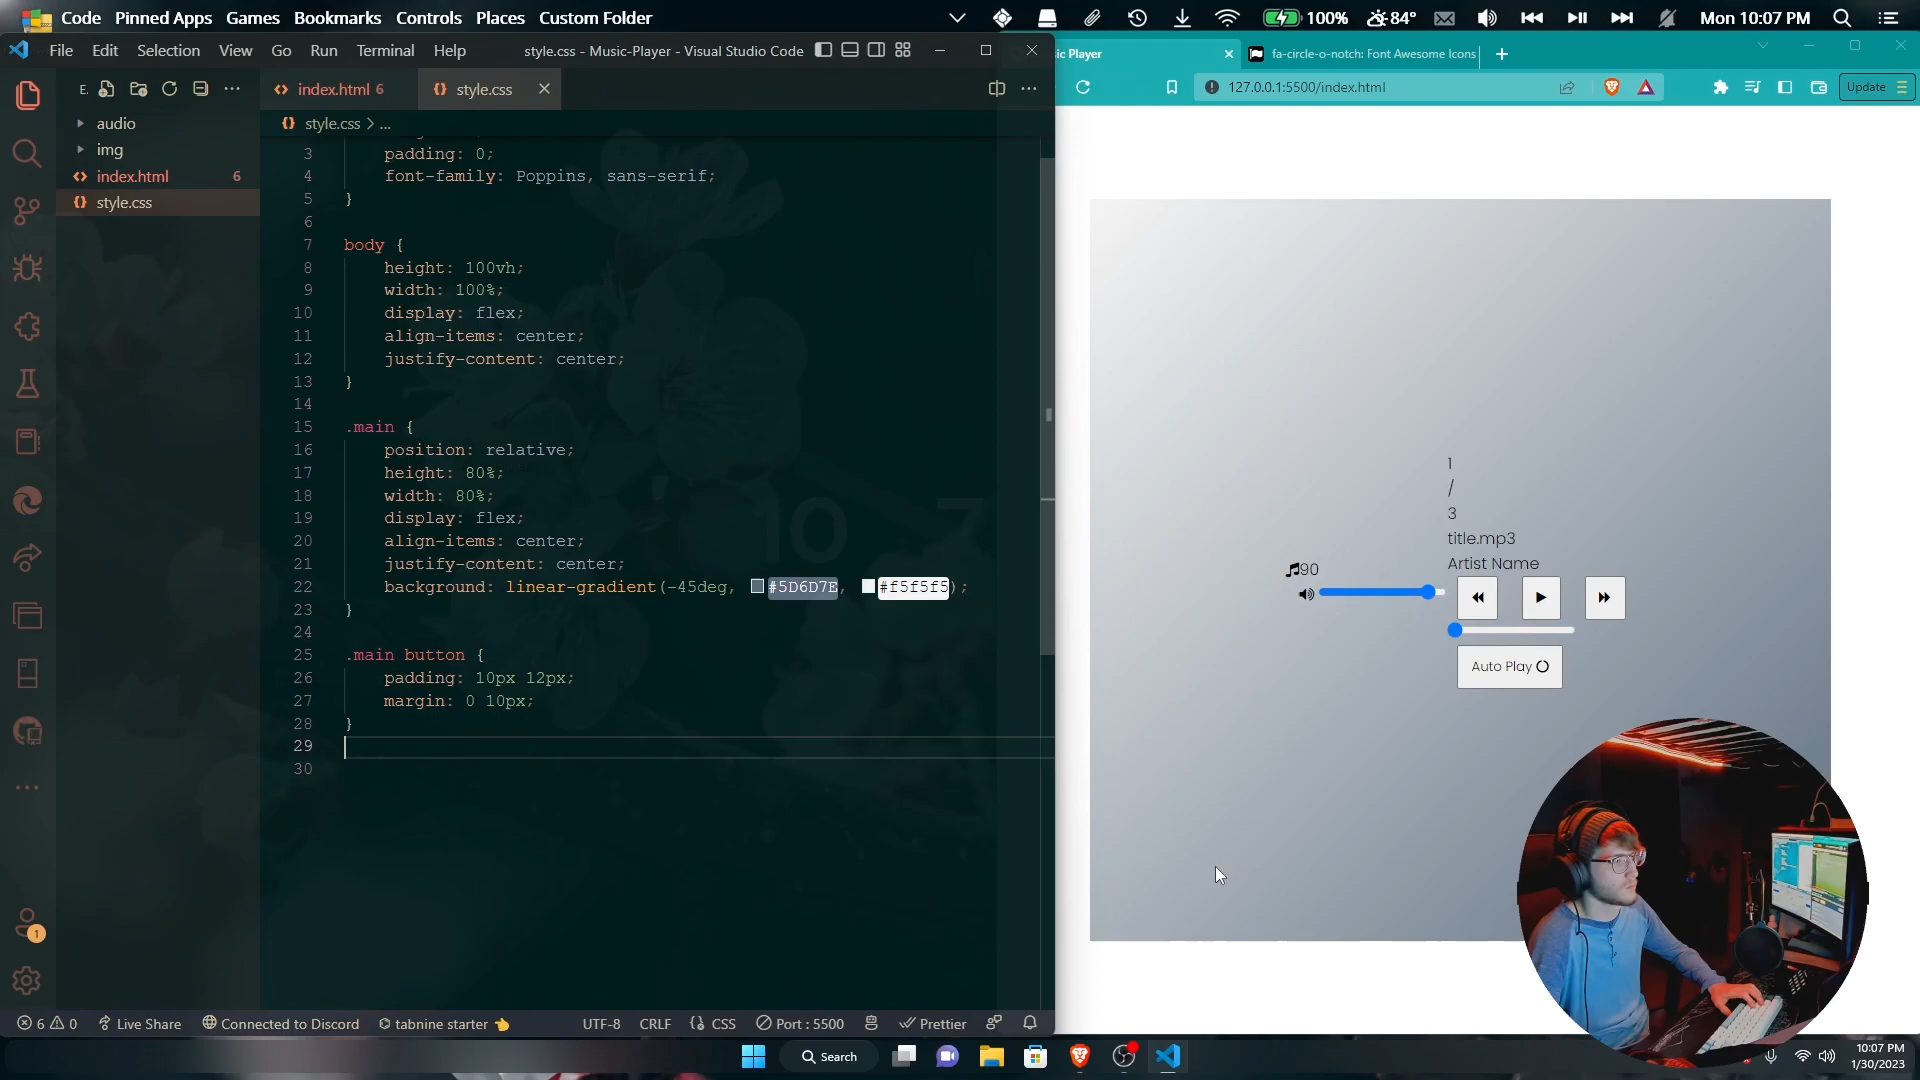 Code Pinned Apps Games Bookmarks Controls Places Custom Folder 100% 84° Mon 10:07 PM
File Edit Selection View Go Run Terminal Help style.css - Music-Player - Visual Studio Code
ic Player fa-circle-o-notch: Font Awesome Icons
E. index.html 6 style.css
127.0.0.1:5500/index.html Update
audio
img
index.html 6
style.css
style.css > ...
3 padding: 0;
4 font-family: Poppins, sans-serif;
5 }
6
7 body {
8 height: 100vh;
9 width: 100%;
10 display: flex;
11 align-items: center;
12 justify-content: center;
13 }
14
15 .main {
16 position: relative;
17 height: 80%;
18 width: 80%;
19 display: flex;
20 align-items: center;
21 justify-content: center;
22 background: linear-gradient(-45deg, #5D6D7E, #f5f5f5);
23 }
24
25 .main button {
26 padding: 10px 12px;
27 margin: 0 10px;
28 }
29
30
10 7
1
/
3
title.mp3
Artist Name
90
Auto Play
1
6 0 Live Share Connected to Discord tabnine starter UTF-8 CRLF {} CSS Port : 5500 Prettier
Search
10:07 PM
1/30/2023